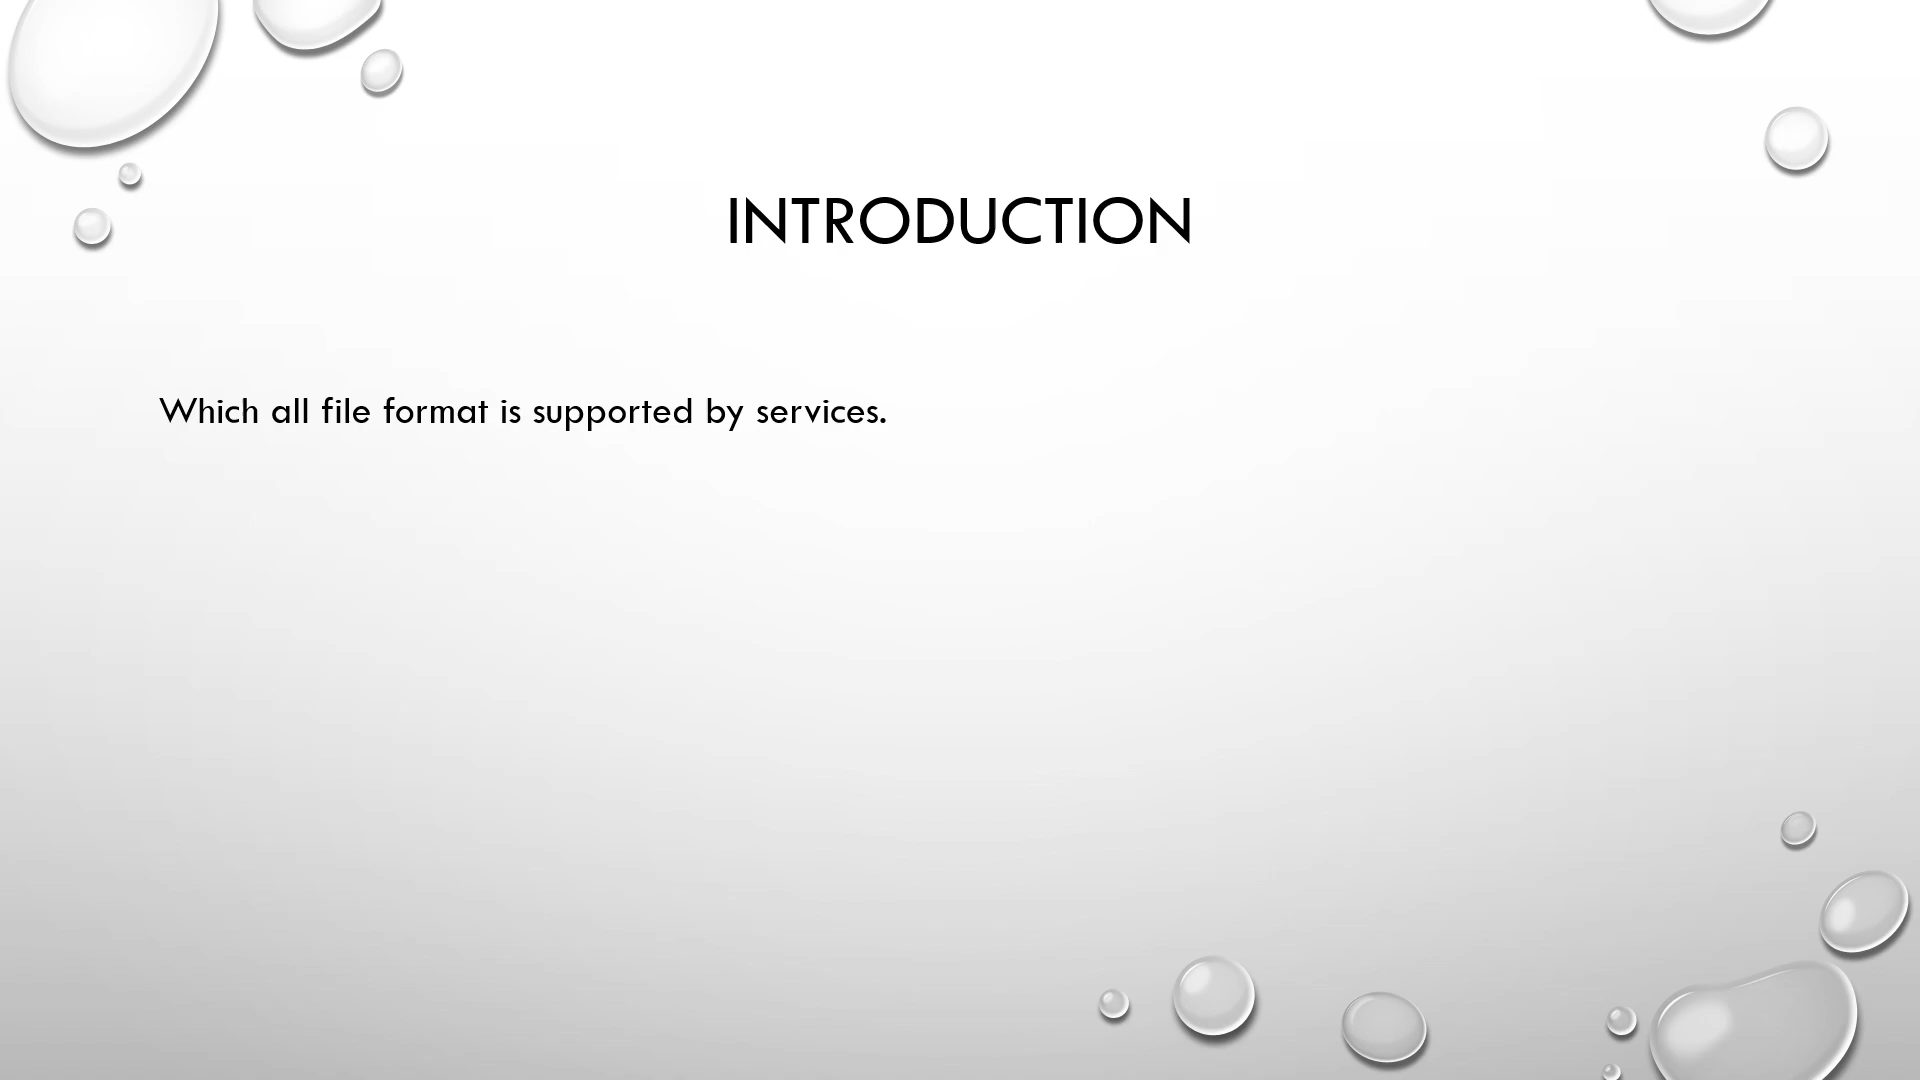 INTRODUCTION
Which all file format is supported by services.